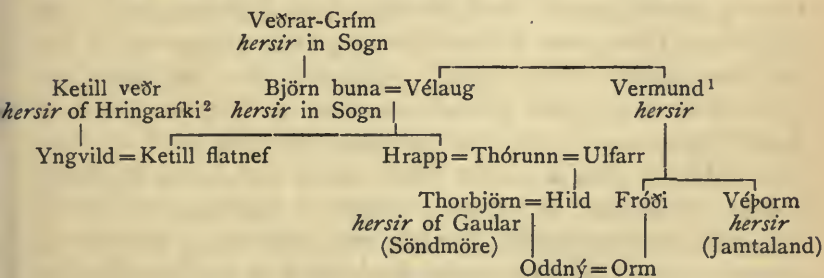 Veðrar-Grím
hersir in Sogn
Ketill veðr Björn buna = Vélaug Vermund¹
hersir of Hringaríki² hersir in Sogn hersir
Yngvild = Ketill flatnef Hrapp = Thórunn = Ulfarr
Thorbjörn = Hild Fróði Véþorm
hersir of Gaular hersir
(Söndmöre) (Jamtaland)
Oddný = Orm